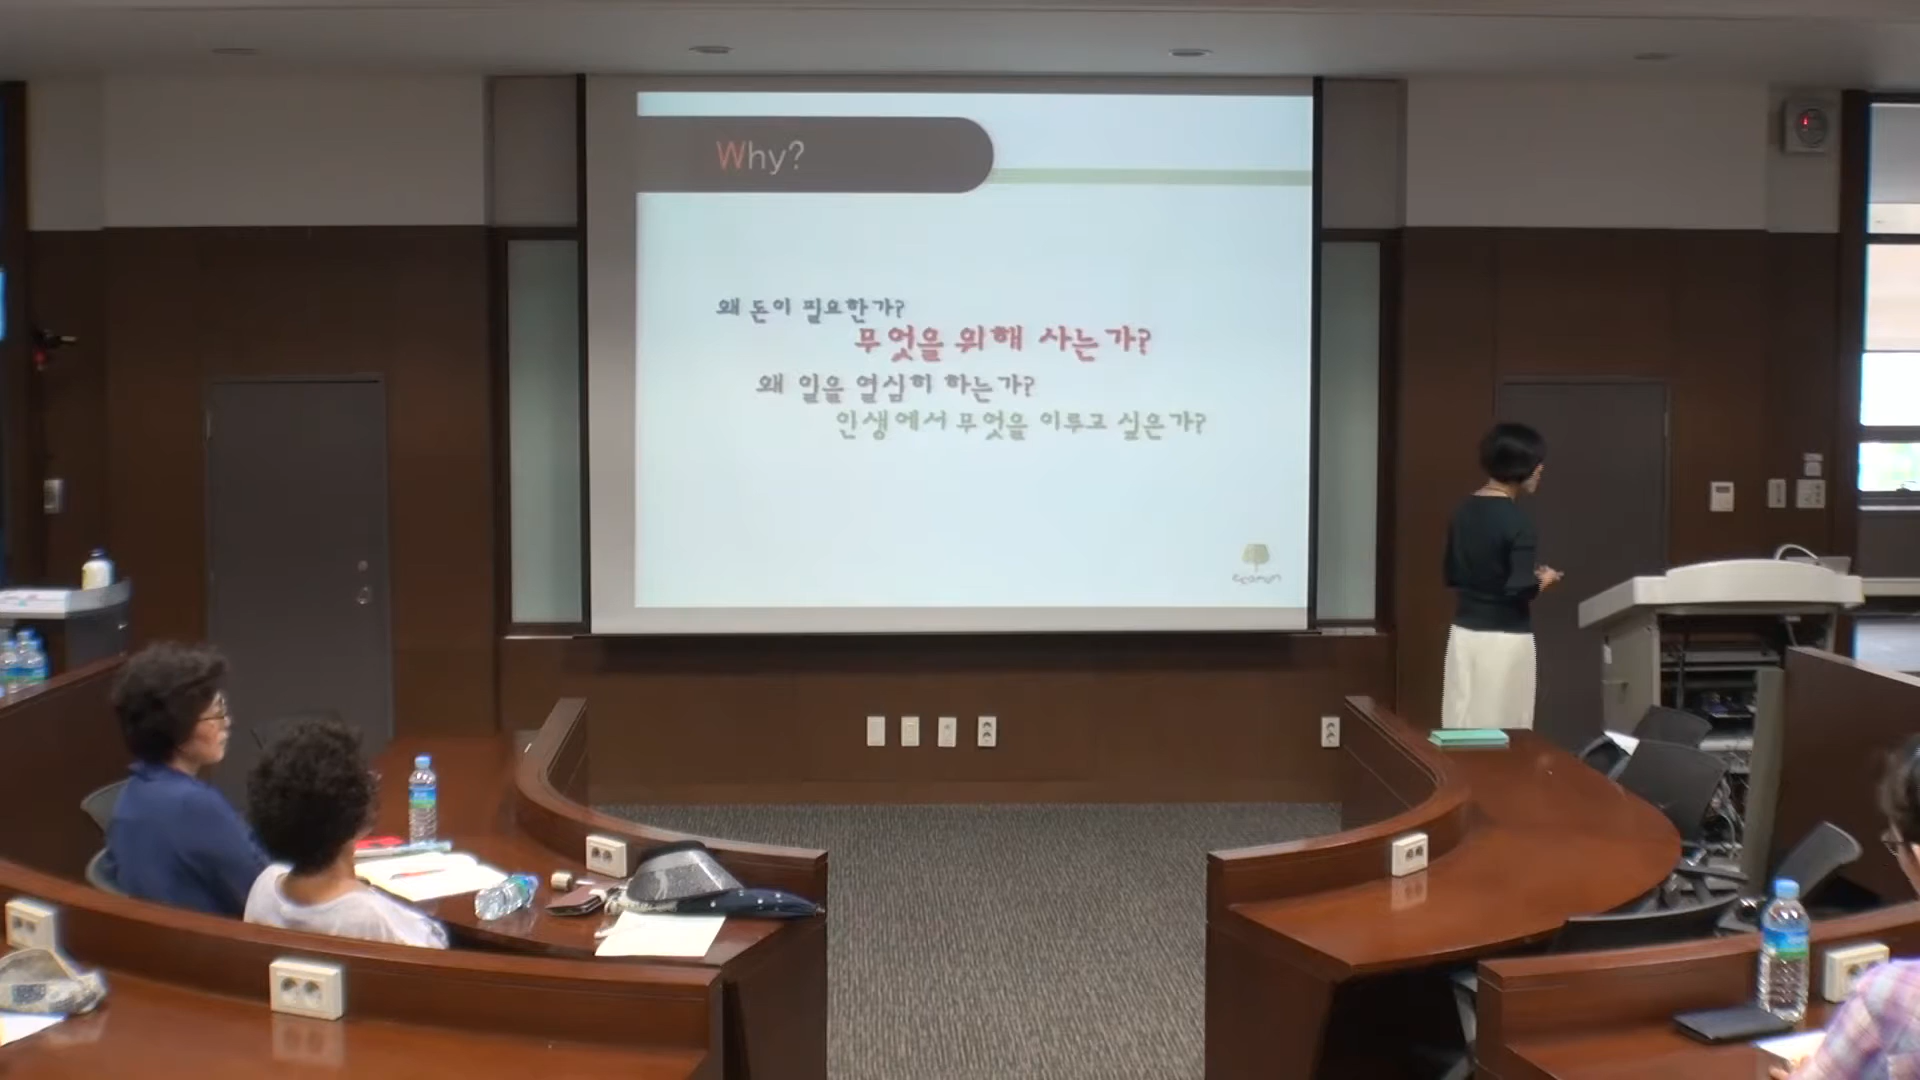 Why?
왜 돈이 필요한가?
무엇을 위해 사는가?
왜 일을 열심히 하는가?
인생에서 무엇을 이루고 싶은가?